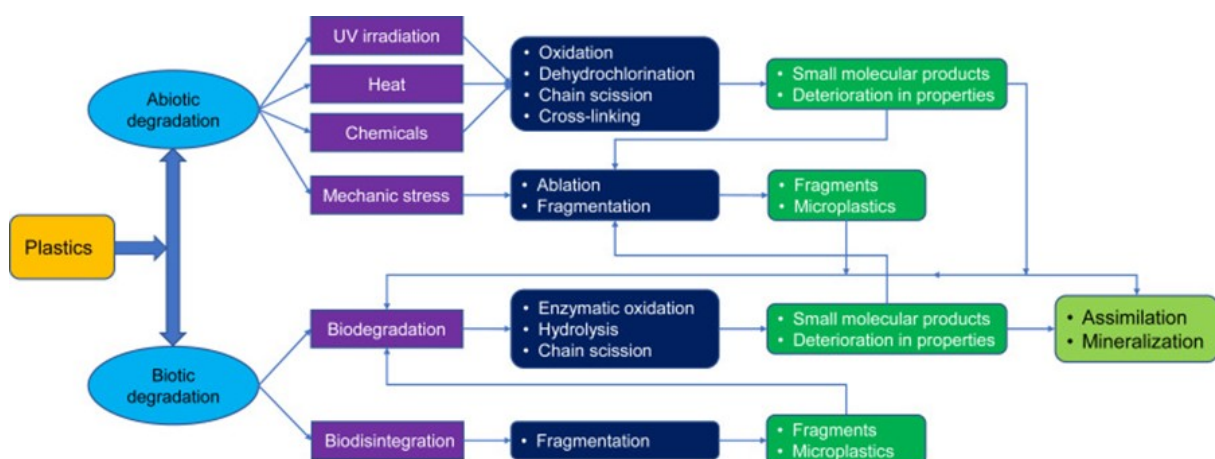 Plastics
Abiotic
degradation
UV irradiation
Heat
Chemicals
Mechanic stress
• Oxidation
• Dehydrochlorination
• Chain scission
• Cross-linking
• Small molecular products
• Deterioration in properties
• Ablation
• Fragmentation
• Fragments
• Microplastics
Biotic
degradation
Biodegradation
• Enzymatic oxidation
• Hydrolysis
• Chain scission
• Small molecular products
• Deterioration in properties
• Assimilation
• Mineralization
Biodisintegration
• Fragmentation
• Fragments
• Microplastics